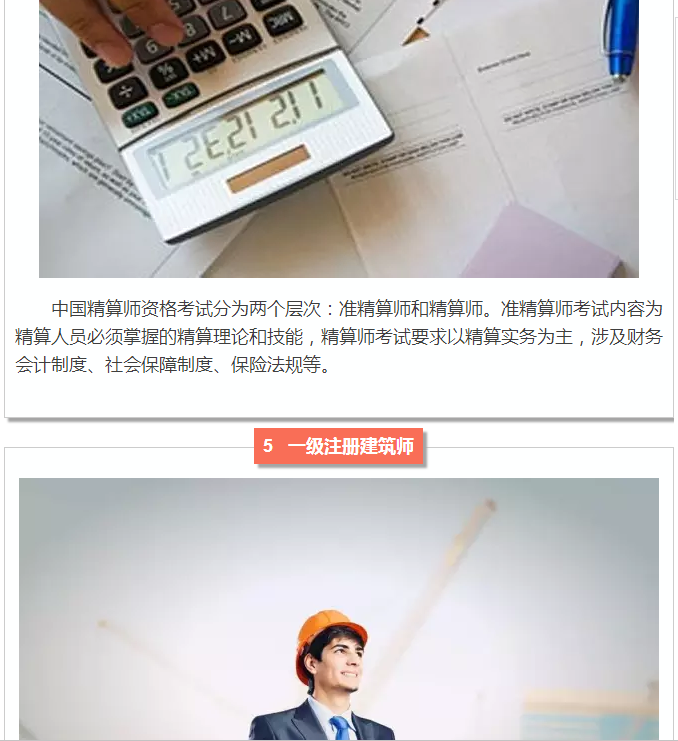 中国精算师资格考试分为两个层次：准精算师和精算师。准精算师考试内容为
精算人员必须掌握的精算理论和技能，精算师考试要求以精算实务为主，涉及财务
会计制度、社会保障制度、保险法规等。
5 一级注册建筑师